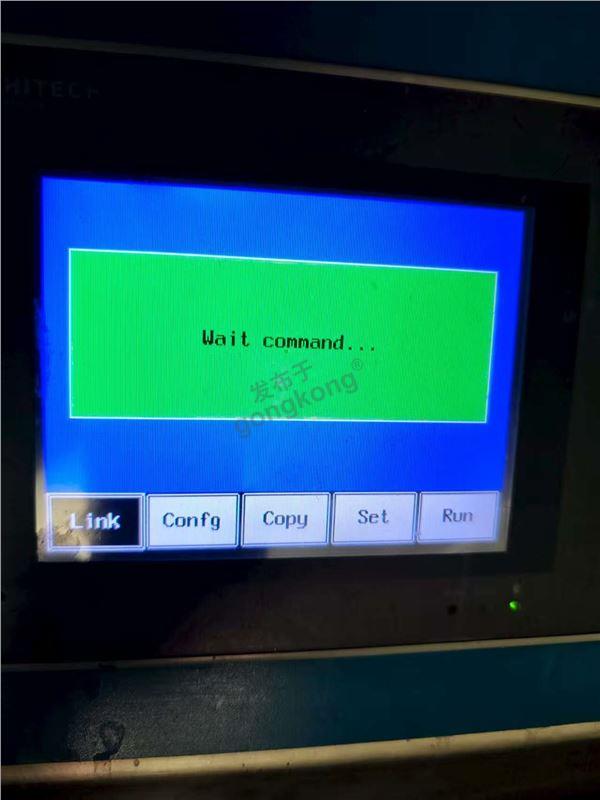 HITECH
Wait command...
发布于
gongkong®
Link
Confg
Copy
Set
Run